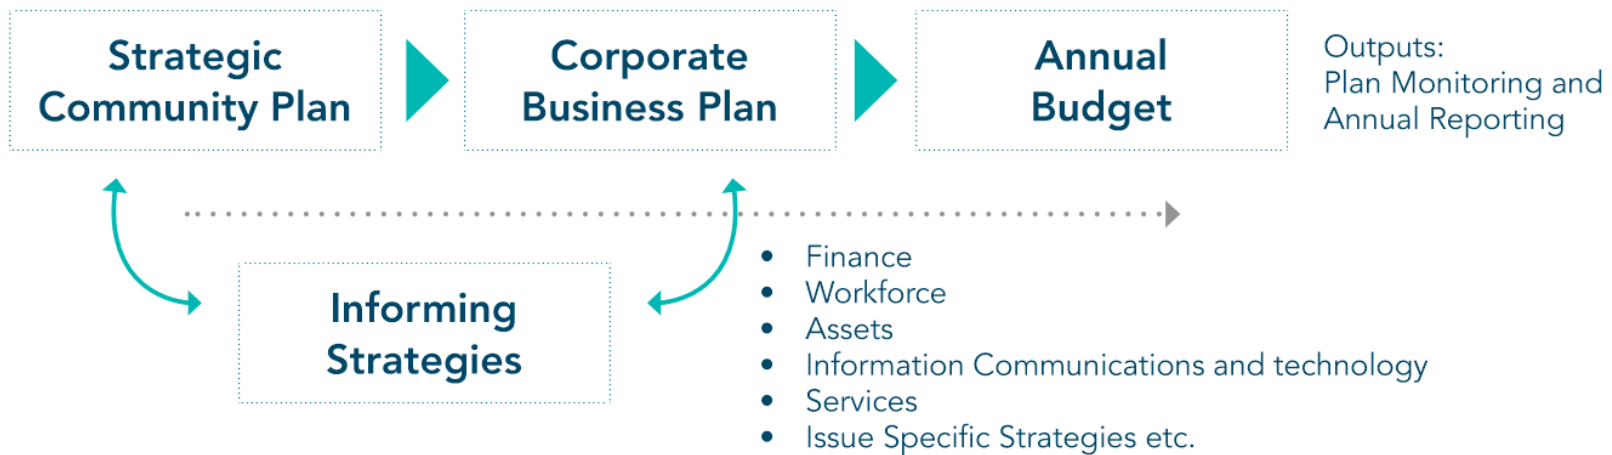 Strategic
Community Plan
Corporate
Business Plan
Annual
Budget
Outputs:
Plan Monitoring and
Annual Reporting
Informing
Strategies
• Finance
• Workforce
• Assets
• Information Communications and technology
• Services
• Issue Specific Strategies etc.